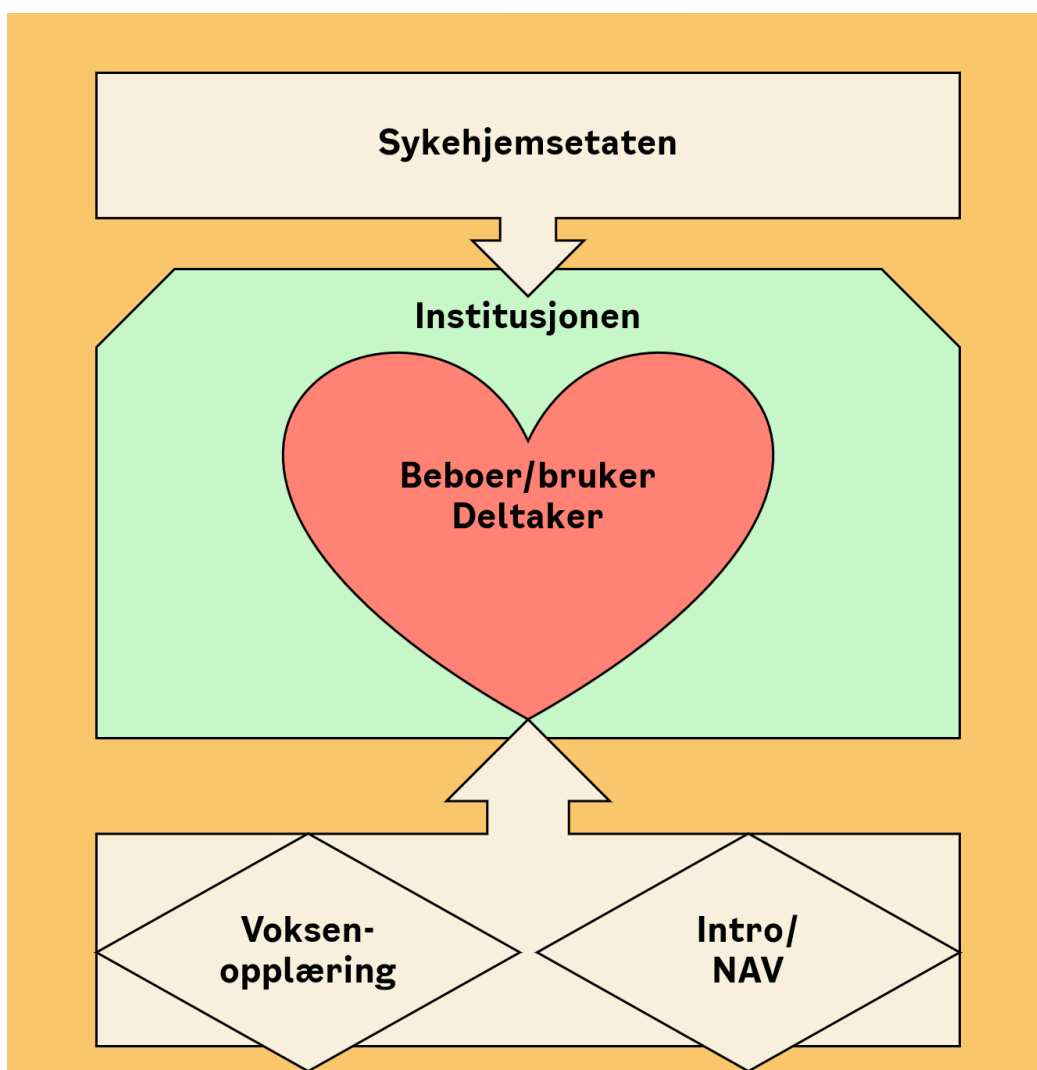 Sykehjemsetaten
Institusjonen
Beboer/bruker
Deltaker
Voksen-
opplæring
Intro/
NAV